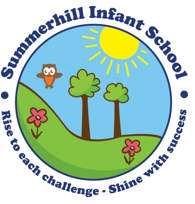 Summerhill Infant School
Rise to each challenge - Shine with success